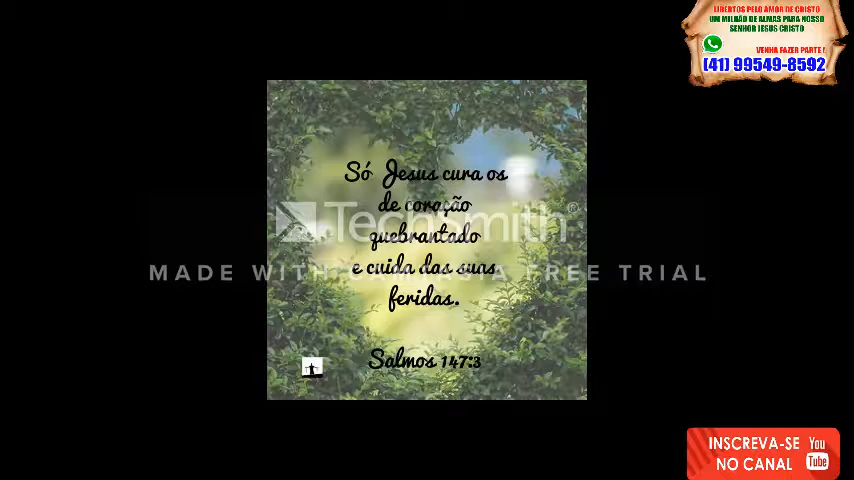 LIBERTOS PELO AMOR DE CRISTO
UM MILHÃO DE ALMAS PARA NOSSO
SENHOR JESUS CRISTO
VENHA FAZER PARTE !
(41) 99549-8592
Só Jesus cura os
de coração
quebrantado
e cuida das suas
feridas.
Salmos 147:3
TechSmith®
MADE WITH CAMTASIA FREE TRIAL
INSCREVA-SE
NO CANAL
You
Tube